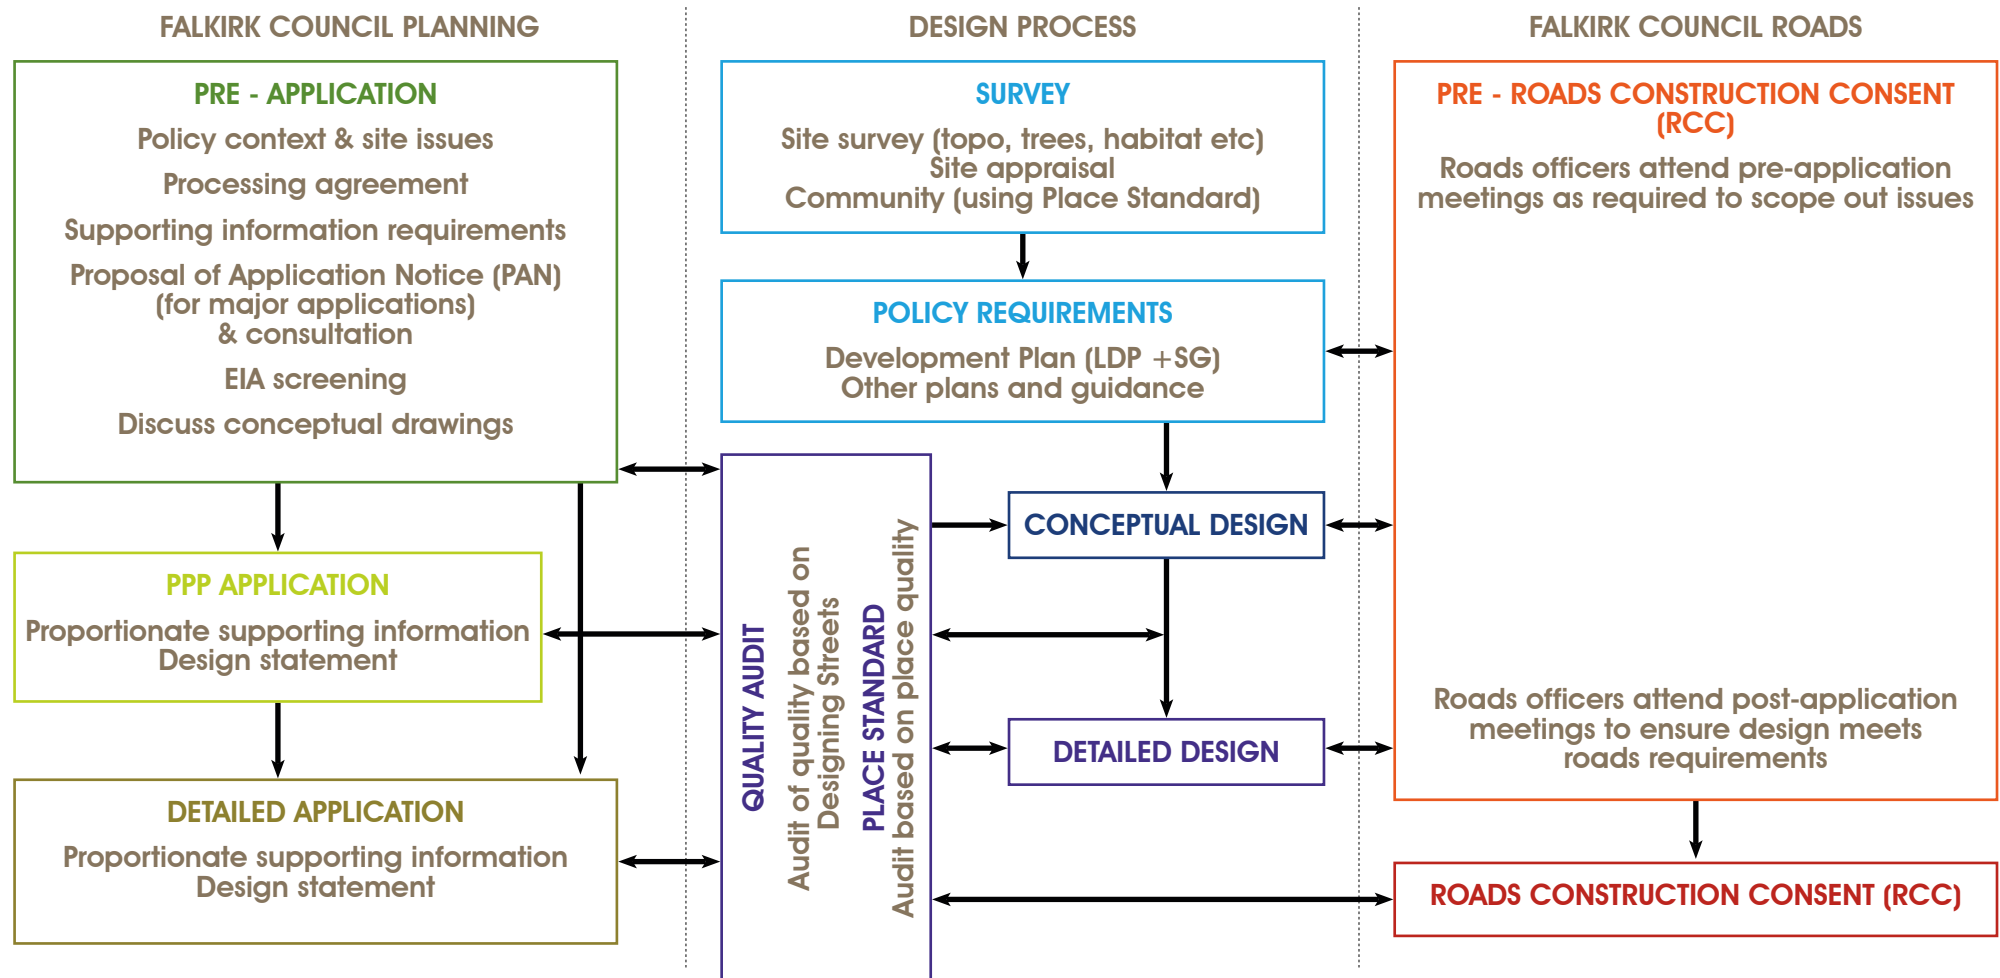 FALKIRK COUNCIL PLANNING
PRE - APPLICATION
Policy context & site issues
Processing agreement
Supporting information requirements
Proposal of Application Notice (PAN)
(for major applications)
& consultation
EIA screening
Discuss conceptual drawings
PPP APPLICATION
Proportionate supporting information
Design statement
DETAILED APPLICATION
Proportionate supporting information
Design statement
DESIGN PROCESS
SURVEY
Site survey (topo, trees, habitat etc)
Site appraisal
Community (using Place Standard)
POLICY REQUIREMENTS
Development Plan (LDP +SG)
Other plans and guidance
QUALITY AUDIT
Audit of quality based on
Designing Streets
PLACE STANDARD
Audit based on place quality
CONCEPTUAL DESIGN
DETAILED DESIGN
FALKIRK COUNCIL ROADS
PRE - ROADS CONSTRUCTION CONSENT
(RCC)
Roads officers attend pre-application
meetings as required to scope out issues
Roads officers attend post-application
meetings to ensure design meets
roads requirements
ROADS CONSTRUCTION CONSENT (RCC)